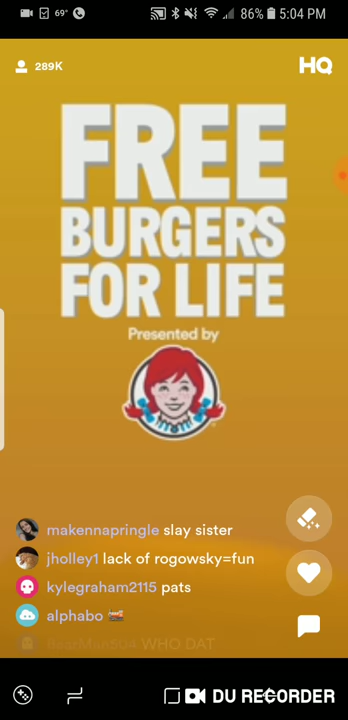 69° 86% 5:04 PM
289K HQ
FREE
BURGERS
FOR LIFE
Presented by
makennapringle slay sister
jholley1 lack of rogowsky=fun
kylegraham2115 pats
alphabo
BearMan504 WHO DAT
DU RECORDER